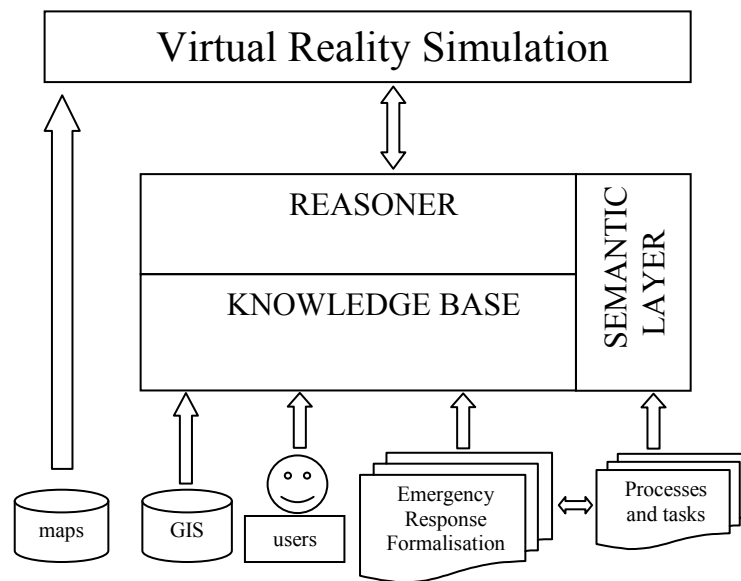 Virtual Reality Simulation
REASONER
KNOWLEDGE BASE
SEMANTIC
LAYER
maps
GIS
users
Emergency
Response
Formalisation
Processes
and tasks